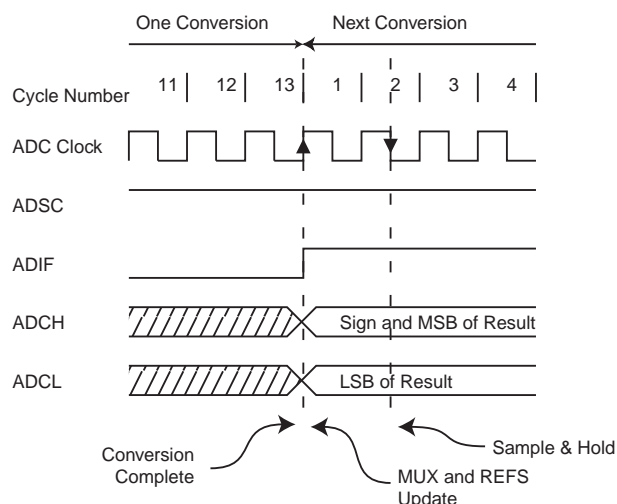 One Conversion Next Conversion
Cycle Number 11 12 13 1 2 3 4
ADC Clock
ADSC
ADIF
ADCH Sign and MSB of Result
ADCL LSB of Result
Conversion
Complete
MUX and REFS
Update
Sample & Hold